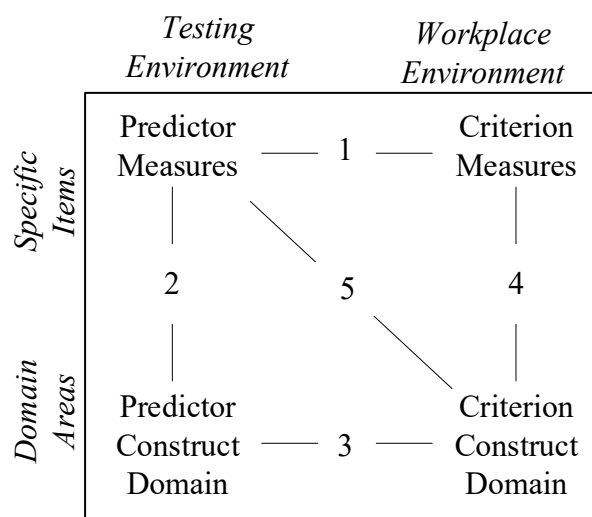 Testing
Environment
Workplace
Environment
Specific
Items
Predictor
Measures
1
Criterion
Measures
2
5
4
Domain
Areas
Predictor
Construct
Domain
3
Criterion
Construct
Domain